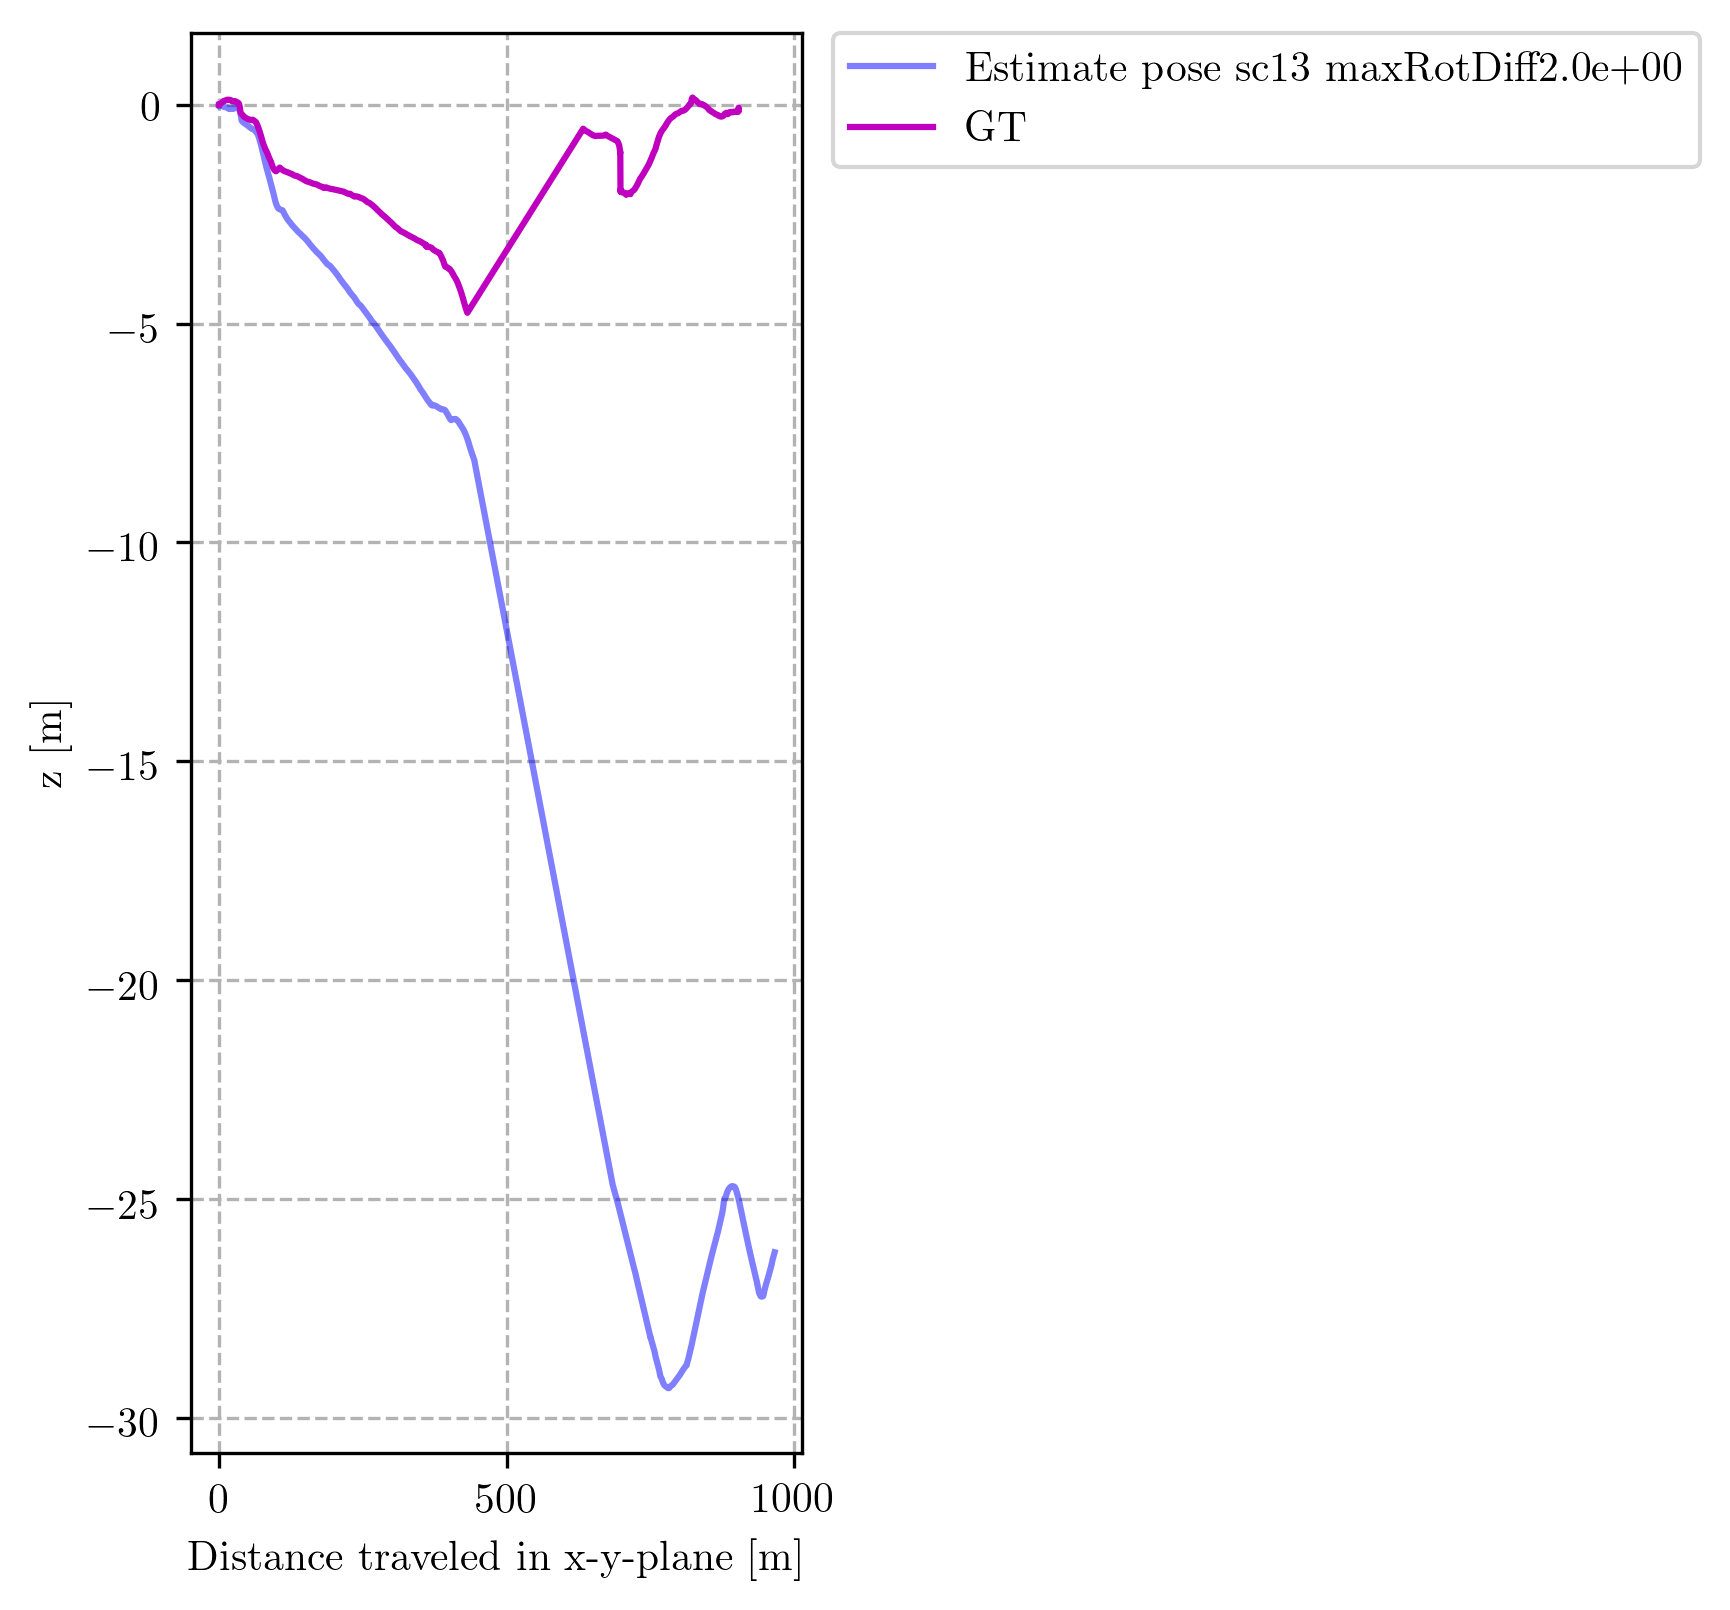 Estimate pose sc13 maxRotDiff2.0e+00
GT
0
−5
−10
−15
−20
−25
−30
z [m]
0 500 1000
Distance traveled in x-y-plane [m]